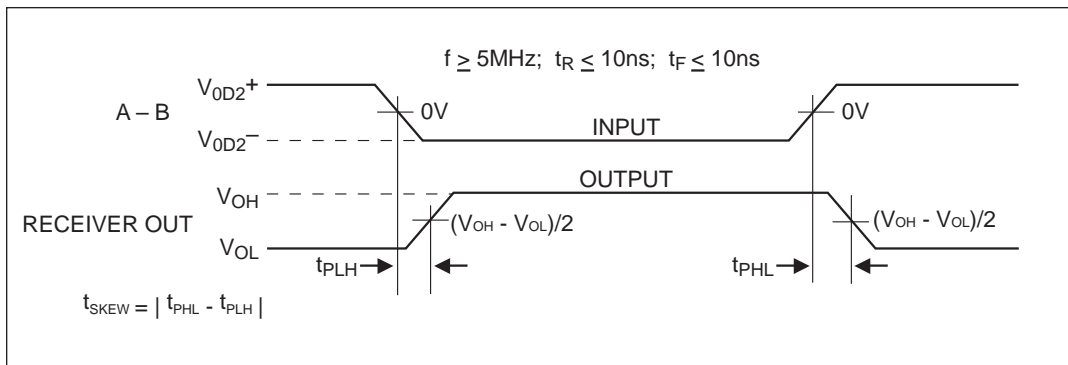 f ≥ 5MHz; tR ≤ 10ns; tF ≤ 10ns
V0D2+
A – B
0V
0V
V0D2–
INPUT
VOH
OUTPUT
RECEIVER OUT
(VOH - VOL)/2
(VOH - VOL)/2
VOL
tPLH
tPHL
tSKEW = | tPHL - tPLH |